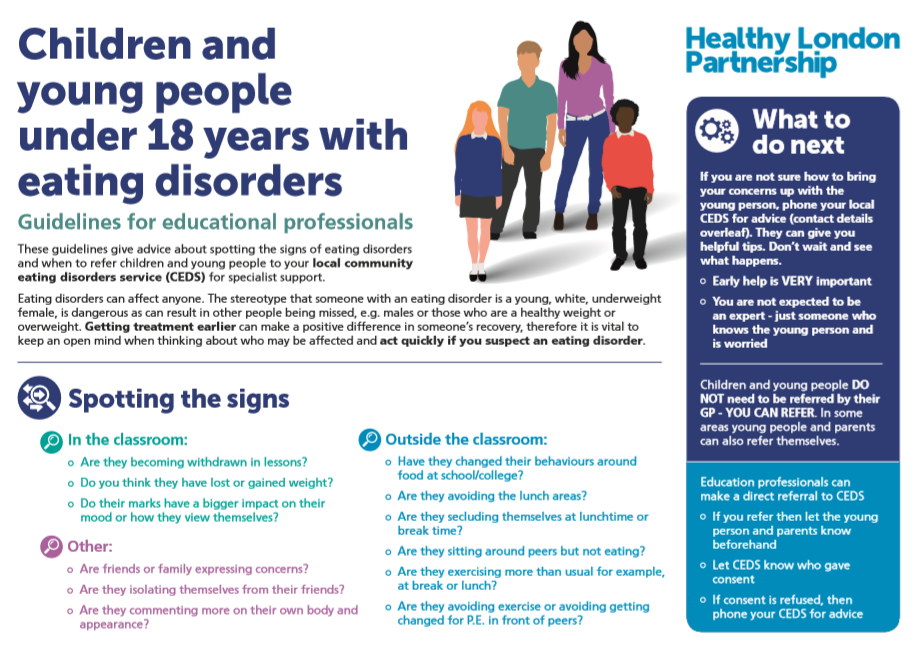 Children and
young people
under 18 years with
eating disorders
Guidelines for educational professionals
These guidelines give advice about spotting the signs of eating disorders
and when to refer children and young people to your local community
eating disorders service (CEDS) for specialist support.
Eating disorders can affect anyone. The stereotype that someone with an eating disorder is a young, white, underweight
female, is dangerous as can result in other people being missed, e.g. males or those who are a healthy weight or
overweight. Getting treatment earlier can make a positive difference in someone's recovery, therefore it is vital to
keep an open mind when thinking about who may be affected and act quickly if you suspect an eating disorder.
Spotting the signs
In the classroom:
Are they becoming withdrawn in lessons?
Do you think they have lost or gained weight?
Do their marks have a bigger impact on their
mood or how they view themselves?
Other:
Are friends or family expressing concerns?
Are they isolating themselves from their friends?
Are they commenting more on their own body and
appearance?
Outside the classroom:
Have they changed their behaviours around
food at school/college?
Are they avoiding the lunch areas?
Are they secluding themselves at lunchtime or
break time?
Are they sitting around peers but not eating?
Are they exercising more than usual for example,
at break or lunch?
Are they avoiding exercise or avoiding getting
changed for P.E. in front of peers?
Healthy London
Partnership
What to
do next
If you are not sure how to bring
your concerns up with the
young person, phone your local
CEDS for advice (contact details
overleaf). They can give you
helpful tips. Don't wait and see
what happens.
Early help is VERY important
You are not expected to be
an expert - just someone who
knows the young person and
is worried
Children and young people DO
NOT need to be referred by their
GP - YOU CAN REFER. In some
areas young people and parents
can also refer themselves.
Education professionals can
make a direct referral to CEDS
If you refer then let the young
person and parents know
beforehand
Let CEDS know who gave
consent
If consent is refused, then
phone your CEDS for advice